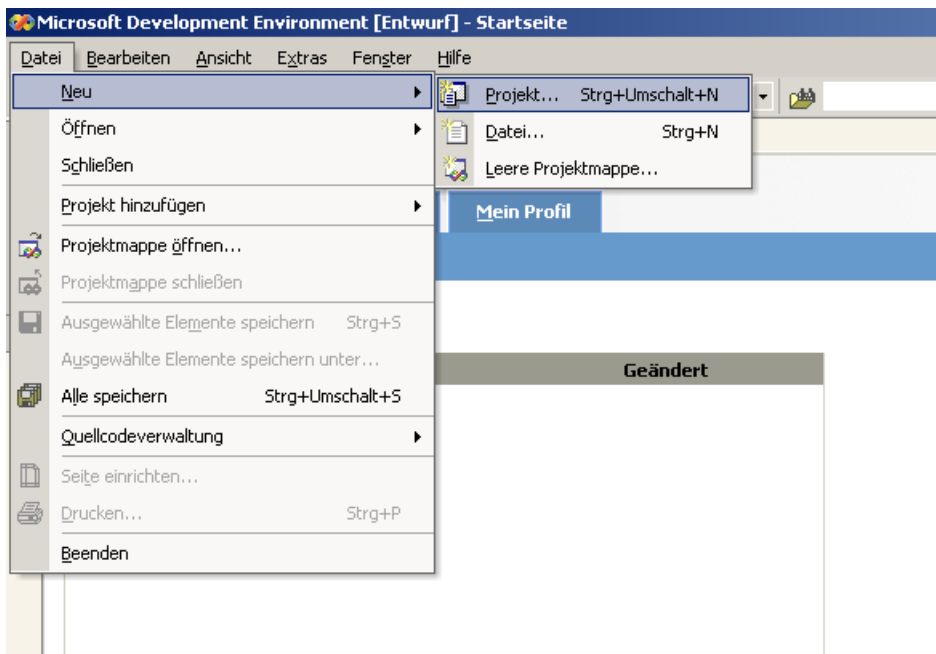 Microsoft Development Environment [Entwurf] - Startseite
Datei Bearbeiten Ansicht Extras Fenster Hilfe
Neu
Projekt... Strg+Umschalt+N
Öffnen
Datei... Strg+N
Schließen
Leere Projektmappe...
Projekt hinzufügen
Mein Profil
Projektmappe öffnen...
Projektmappe schließen
Ausgewählte Elemente speichern Strg+S
Ausgewählte Elemente speichern unter...
Geändert
Alle speichern Strg+Umschalt+S
Quellcodeverwaltung
Seite einrichten...
Drucken... Strg+P
Beenden